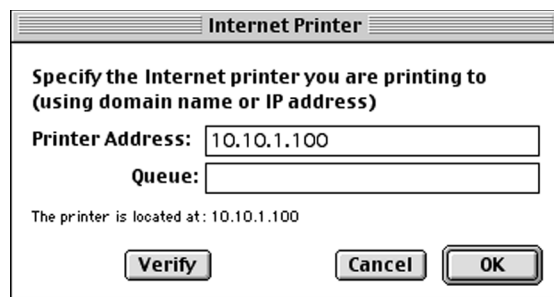 Internet Printer
Specify the Internet printer you are printing to
(using domain name or IP address)
Printer Address: 10.10.1.100
Queue:
The printer is located at: 10.10.1.100
Verify Cancel OK